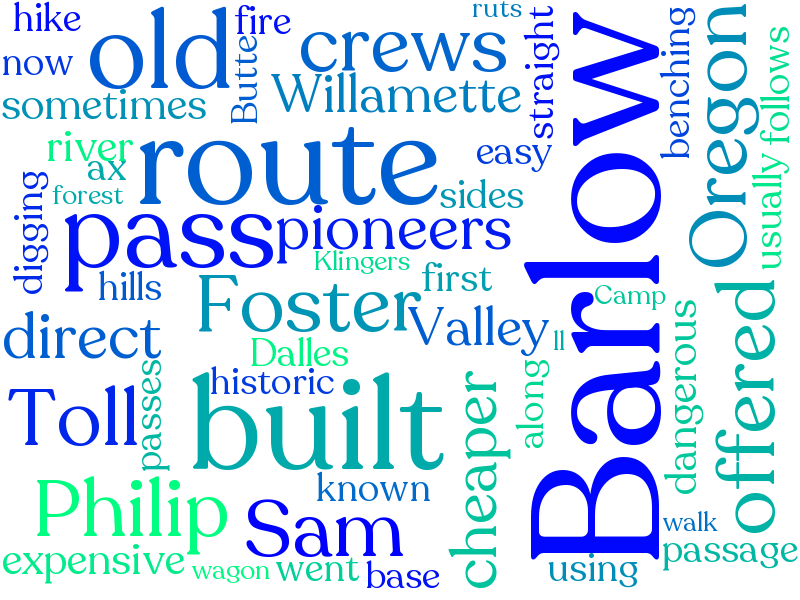 hike
old
fire
crews
ruts
straight
Barlow
benching
Oregon
usually follows
now
Butte
sometimes
Willamette
river
ax
route
easy
forest
sides
digging
pass
pioneers
Klingers
hills
Foster
first
Camp
direct
Valley
ll
offered
Dalles
historic
Toll
passes
built
cheaper
along
dangerous
Philip
known
Sam
walk
expensive
wagon
went
base
using
passage